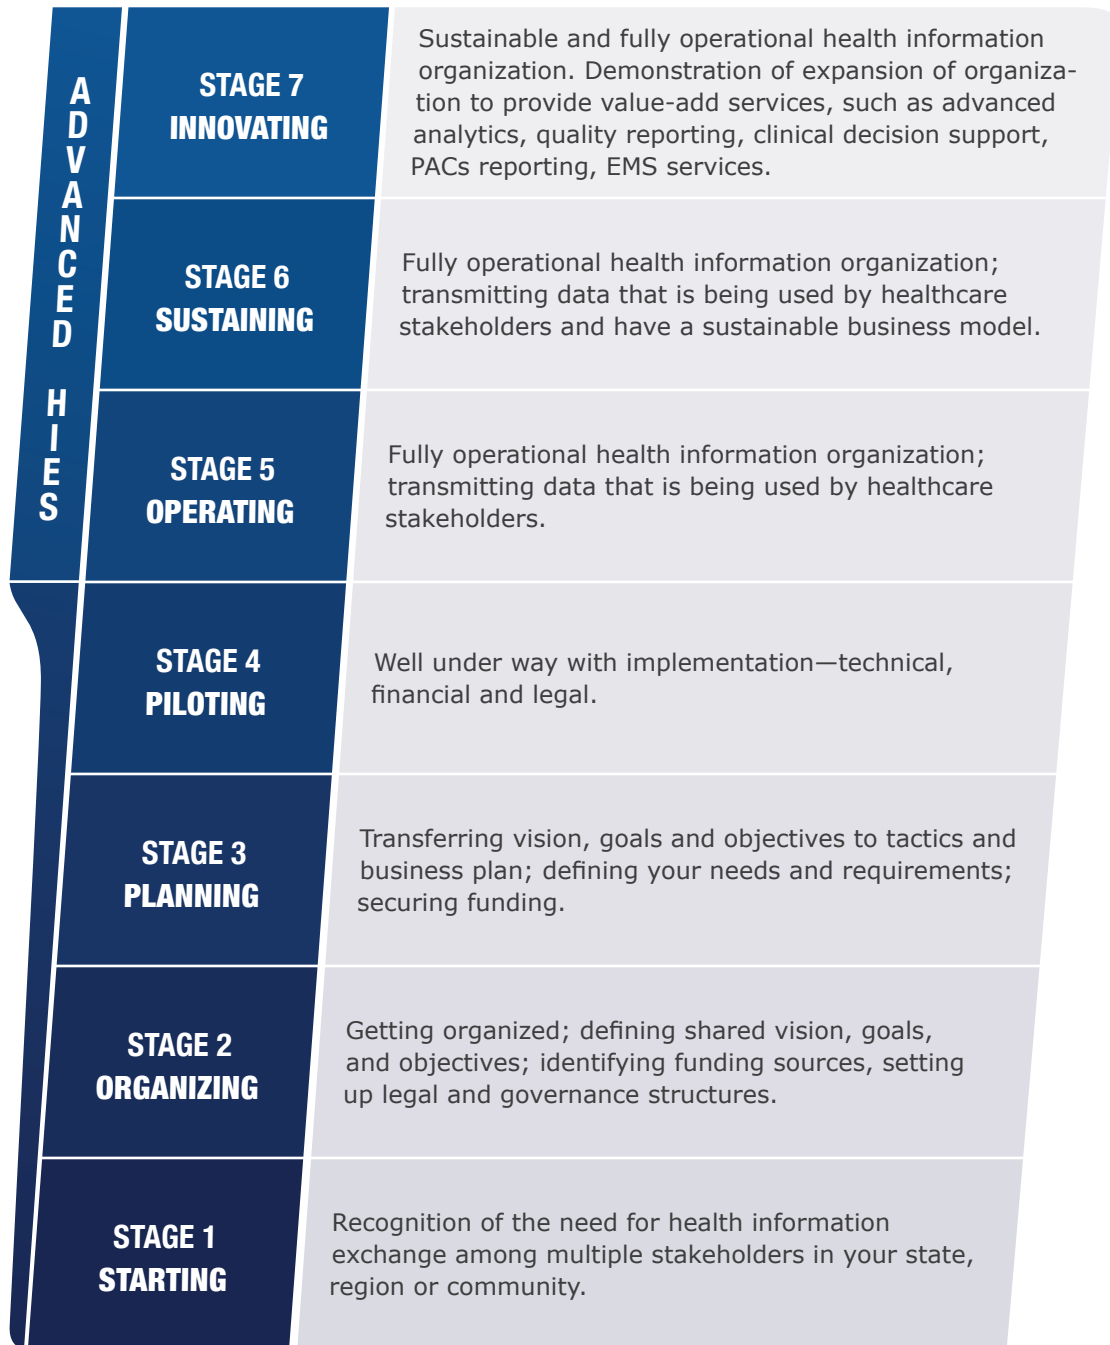 ADVANCED HIES
STAGE 7
INNOVATING
Sustainable and fully operational health information
organization. Demonstration of expansion of organiza-
tion to provide value-add services, such as advanced
analytics, quality reporting, clinical decision support,
PACs reporting, EMS services.
STAGE 6
SUSTAINING
Fully operational health information organization;
transmitting data that is being used by healthcare
stakeholders and have a sustainable business model.
STAGE 5
OPERATING
Fully operational health information organization;
transmitting data that is being used by healthcare
stakeholders.
STAGE 4
PILOTING
Well under way with implementation—technical,
financial and legal.
STAGE 3
PLANNING
Transferring vision, goals and objectives to tactics and
business plan; defining your needs and requirements;
securing funding.
STAGE 2
ORGANIZING
Getting organized; defining shared vision, goals,
and objectives; identifying funding sources, setting
up legal and governance structures.
STAGE 1
STARTING
Recognition of the need for health information
exchange among multiple stakeholders in your state,
region or community.